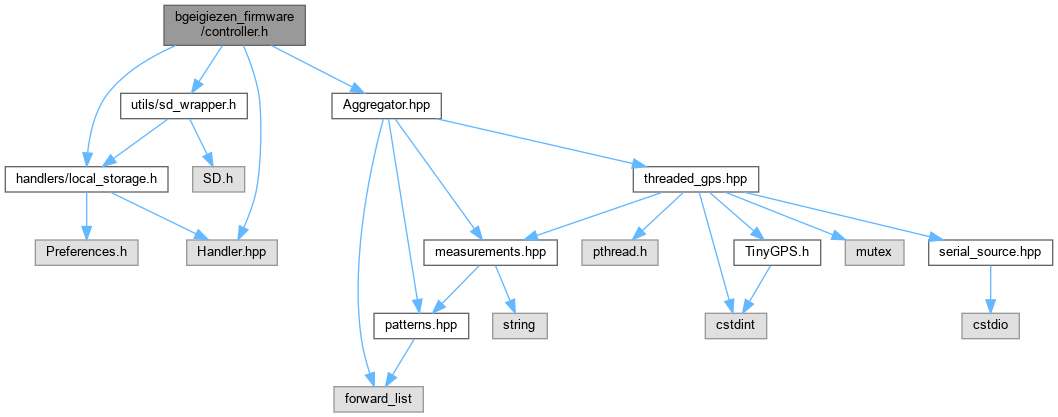 bgeigiezen_firmware
/controller.h
utils/sd_wrapper.h
Aggregator.hpp
handlers/local_storage.h
SD.h
threaded_gps.hpp
Preferences.h
Handler.hpp
measurements.hpp
pthread.h
TinyGPS.h
mutex
serial_source.hpp
patterns.hpp
string
cstdint
cstdio
forward_list